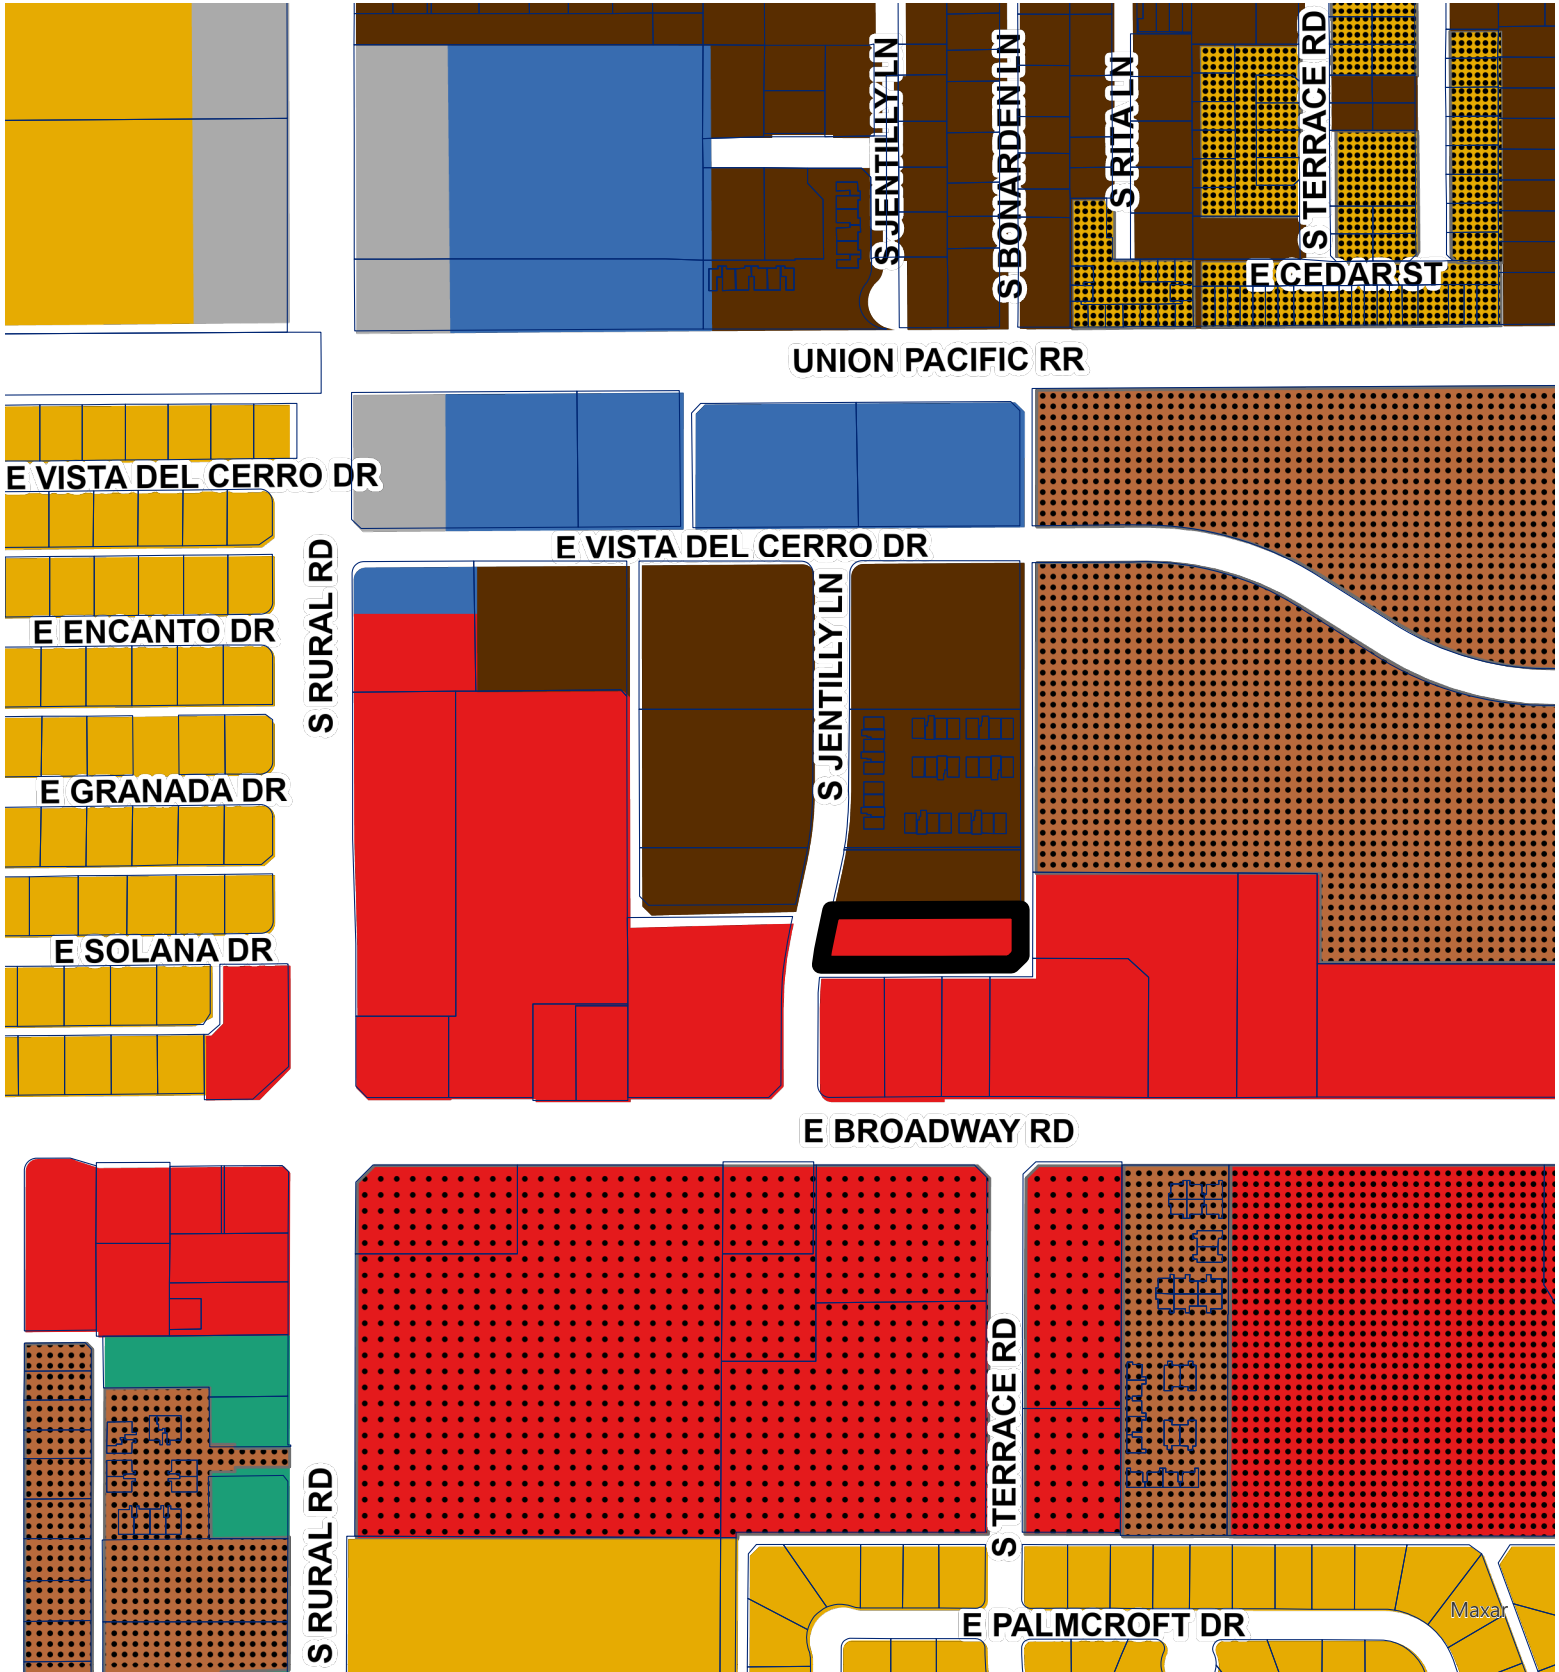 S JENTILLY LN
S BONARDEN LN
S RITA LN
S TERRACE RD
E CEDAR ST
UNION PACIFIC RR
E VISTA DEL CERRO DR
E VISTA DEL CERRO DR
S RURAL RD
S JENTILLY LN
E ENCANTO DR
E GRANADA DR
E SOLANA DR
E BROADWAY RD
S TERRACE RD
S RURAL RD
Maxar
E PALMCROFT DR